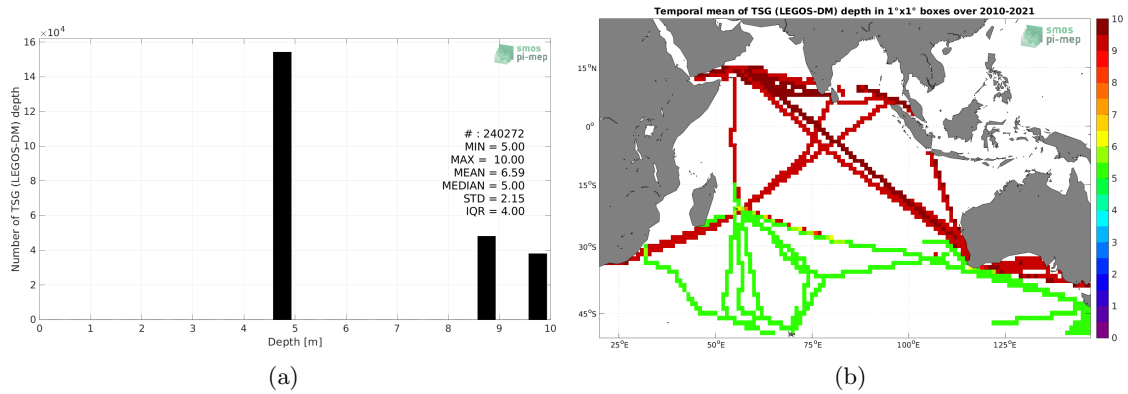 ×10⁴
16
14
12
10
8
6
4
2
0
Number of TSG (LEGOS-DM) depth
smos
pi-mep
# : 240272
MIN = 5.00
MAX = 10.00
MEAN = 6.59
MEDIAN = 5.00
STD = 2.15
IQR = 4.00
0 1 2 3 4 5 6 7 8 9 10
Depth [m]
(a)
Temporal mean of TSG (LEGOS-DM) depth in 1°x1° boxes over 2010-2021
smos
pi-mep
15°N
0°
15°S
30°S
45°S
25°E 50°E 75°E 100°E 125°E
10
9
8
7
6
5
4
3
2
1
0
(b)